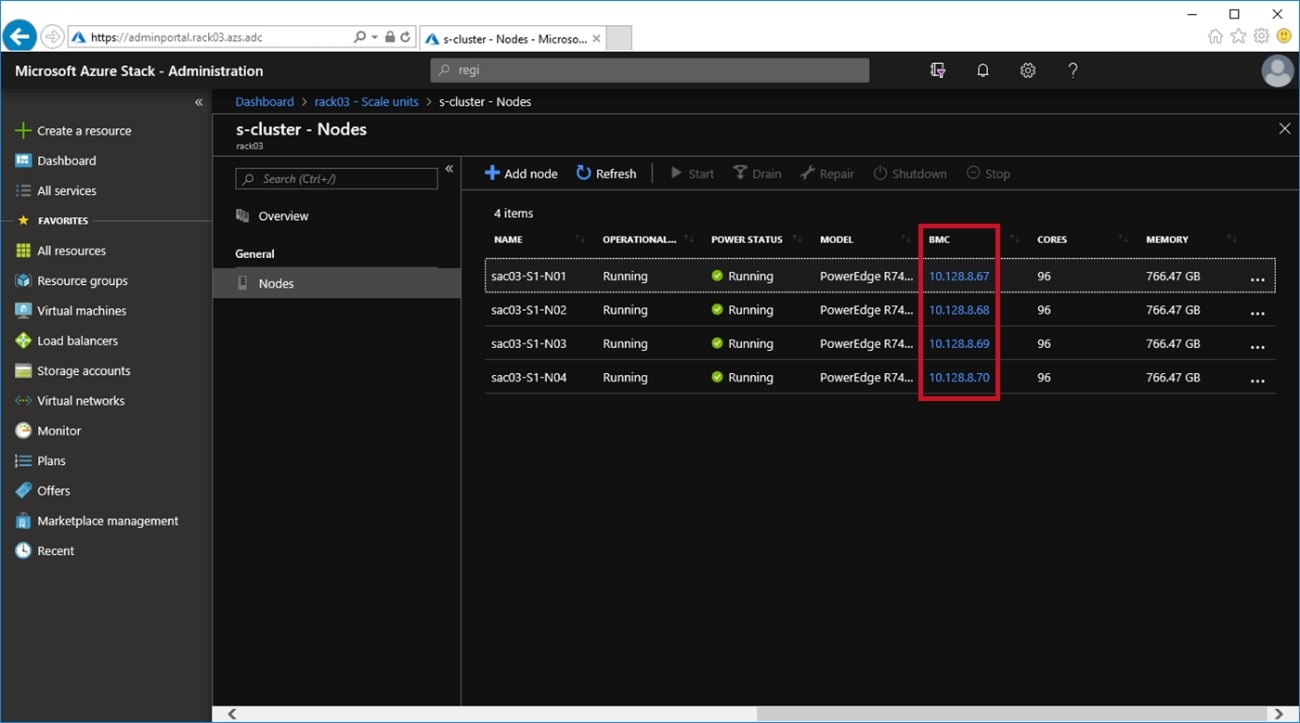 https://adminportal.rack03.azs.adc
s-cluster - Nodes - Microso...
Microsoft Azure Stack - Administration
regi
Dashboard > rack03 - Scale units > s-cluster - Nodes
s-cluster - Nodes
rack03
«
Create a resource
Dashboard
All services
FAVORITES
All resources
Resource groups
Virtual machines
Load balancers
Storage accounts
Virtual networks
Monitor
Plans
Offers
Marketplace management
Recent
Search (Ctrl+/)
«
Overview
General
Nodes
Add node Refresh Start Drain Repair Shutdown Stop
4 items
NAME OPERATIONAL... POWER STATUS MODEL BMC CORES MEMORY
sac03-S1-N01 Running Running PowerEdge R74... 10.128.8.67 96 766.47 GB ...
sac03-S1-N02 Running Running PowerEdge R74... 10.128.8.68 96 766.47 GB ...
sac03-S1-N03 Running Running PowerEdge R74... 10.128.8.69 96 766.47 GB ...
sac03-S1-N04 Running Running PowerEdge R74... 10.128.8.70 96 766.47 GB ...